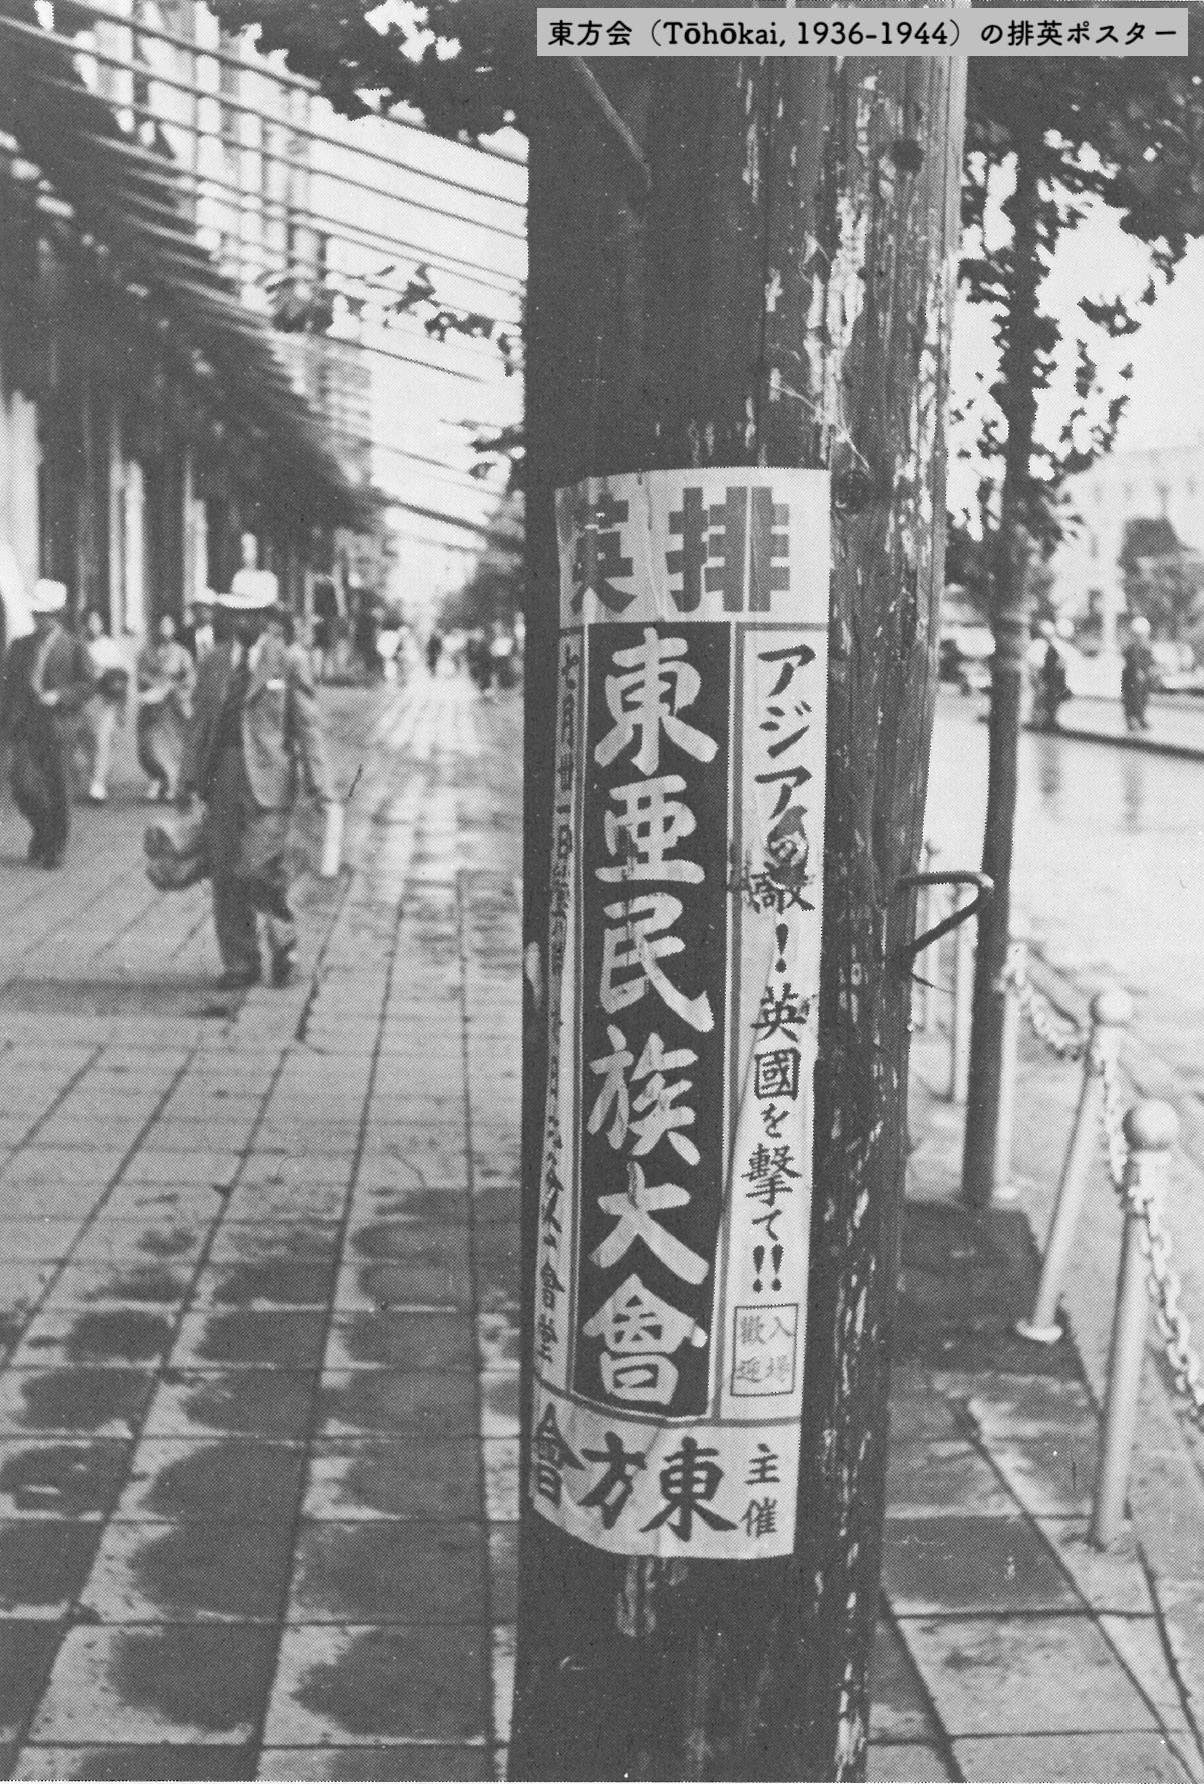 東方会（Tōhōkai, 1936-1944）の排英ポスター
排英
アジアの敵！英國を撃て!!
入場
歡迎
東亜民族大會
主催
東方會